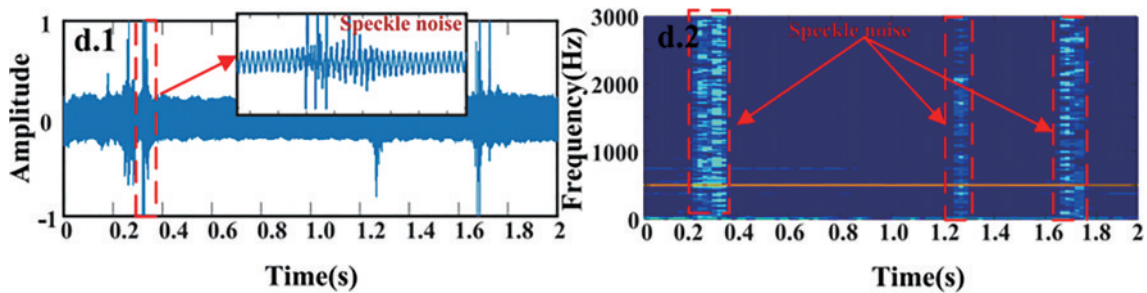 d.1
Speckle noise
Amplitude
1
0
-1
0 0.2 0.4 0.6 0.8 1.0 1.2 1.4 1.6 1.8 2
Time(s)
d.2
Speckle noise
Frequency(Hz)
3000
2000
1000
0
0 0.2 0.4 0.6 0.8 1.0 1.2 1.4 1.6 1.8 2
Time(s)